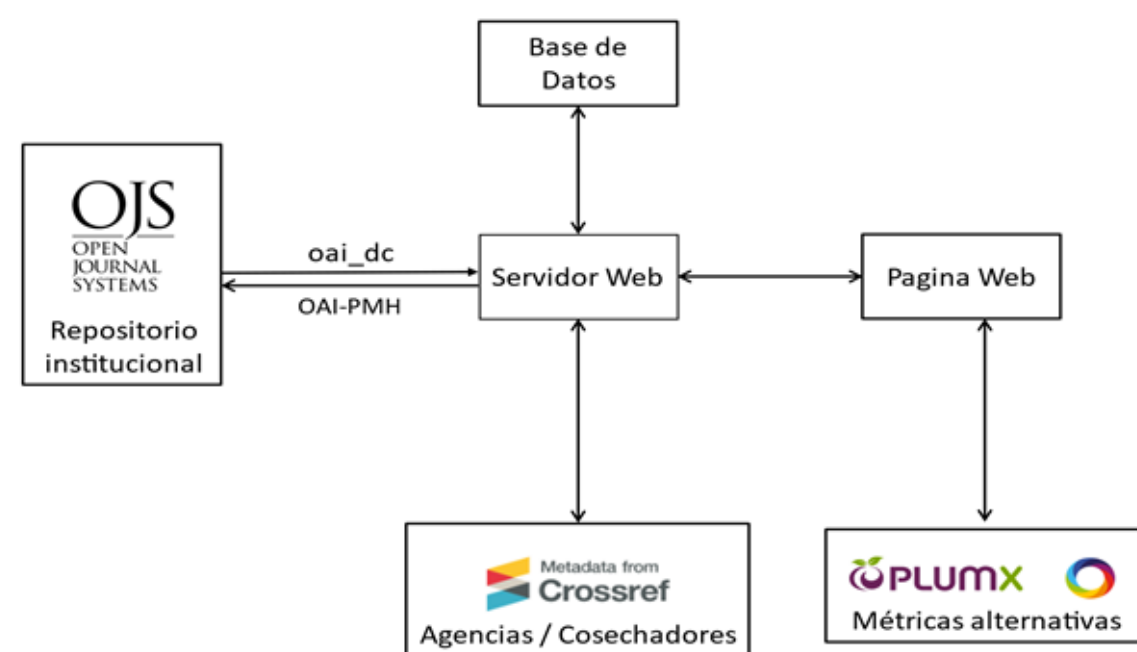 Base de
Datos
OJS
OPEN
JOURNAL
SYSTEMS
Repositorio
institucional
oai_dc
OAI-PMH
Servidor Web
Pagina Web
Metadata from
Crossref
Agencias / Cosechadores
PLUMX
Métricas alternativas